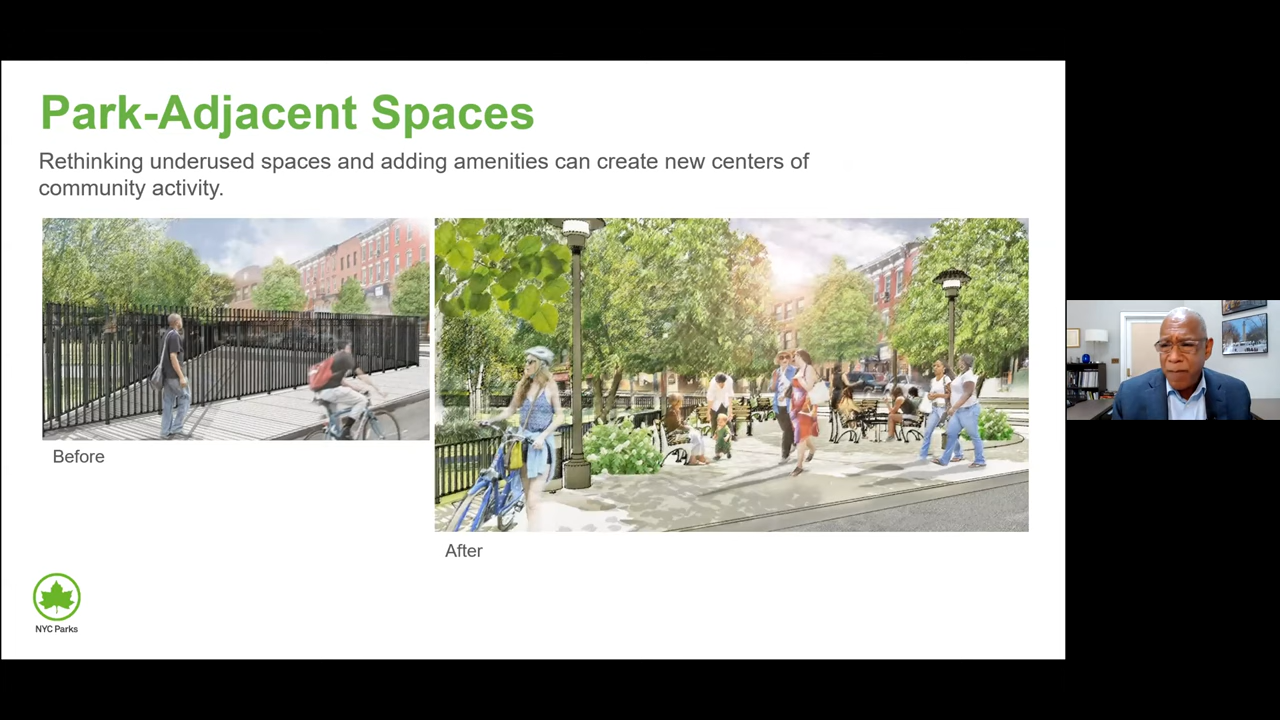 Park-Adjacent Spaces
Rethinking underused spaces and adding amenities can create new centers of
community activity.
Before
After
NYC Parks